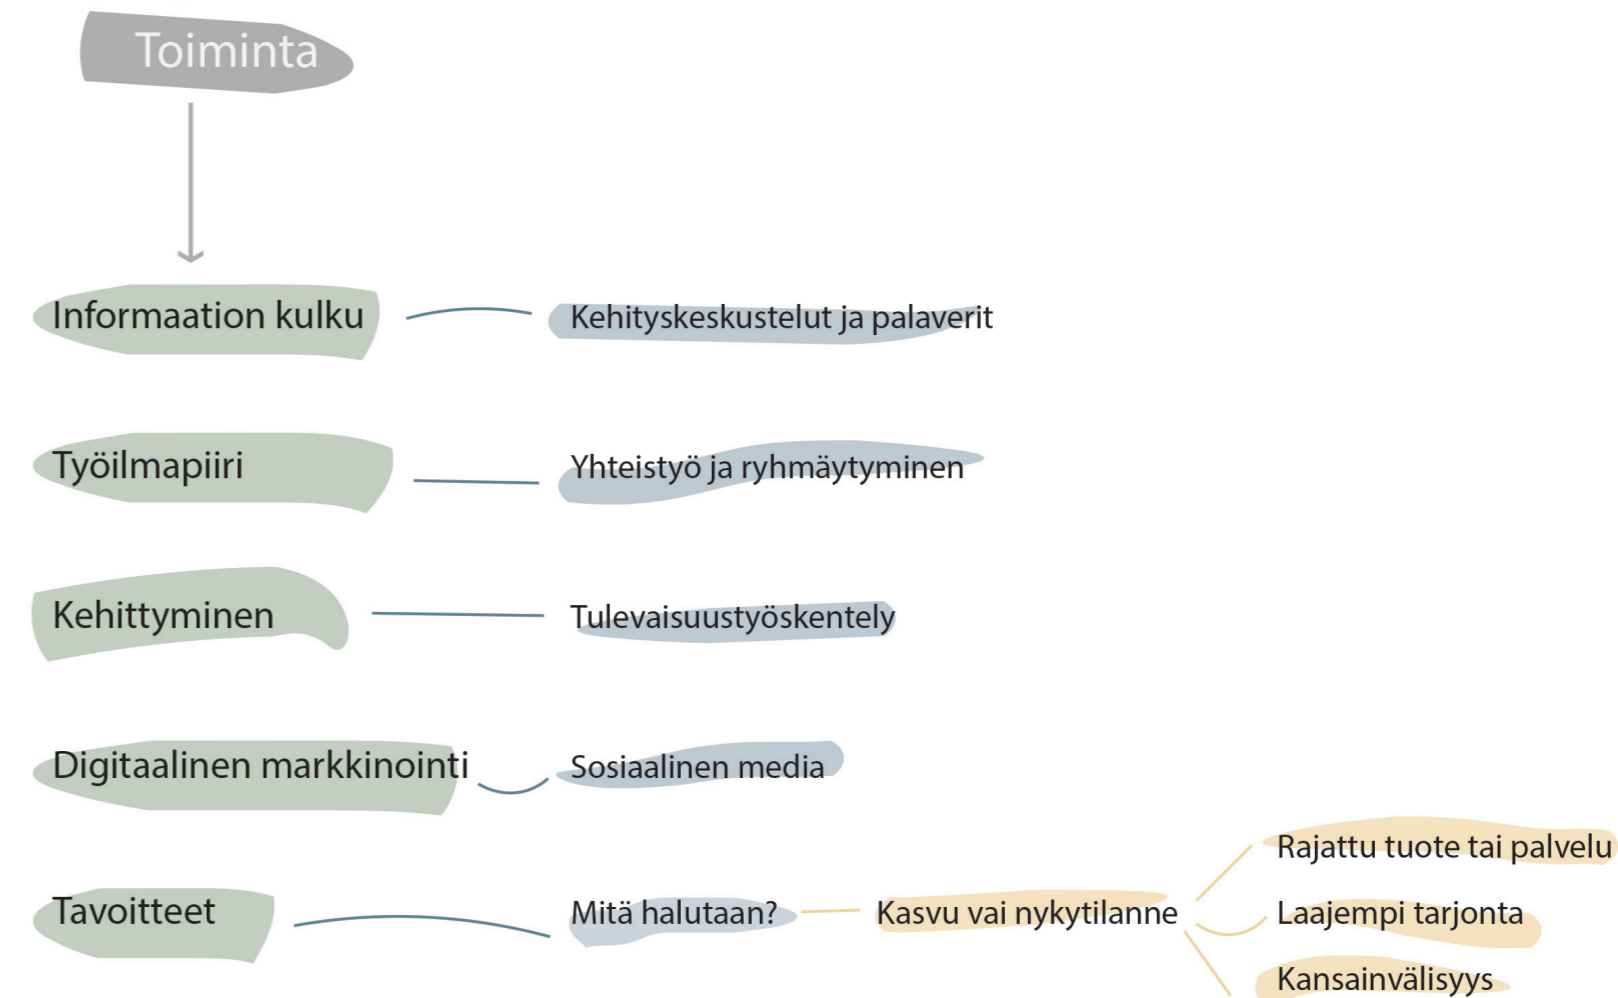 Toiminta
Informaation kulku
Kehityskeskustelut ja palaverit
Työilmapiiri
Yhteistyö ja ryhmäytyminen
Kehittyminen
Tulevaisuustyöskentely
Digitaalinen markkinointi
Sosiaalinen media
Tavoitteet
Mitä halutaan?
Kasvu vai nykytilanne
Rajattu tuote tai palvelu
Laajempi tarjonta
Kansainvälisyys